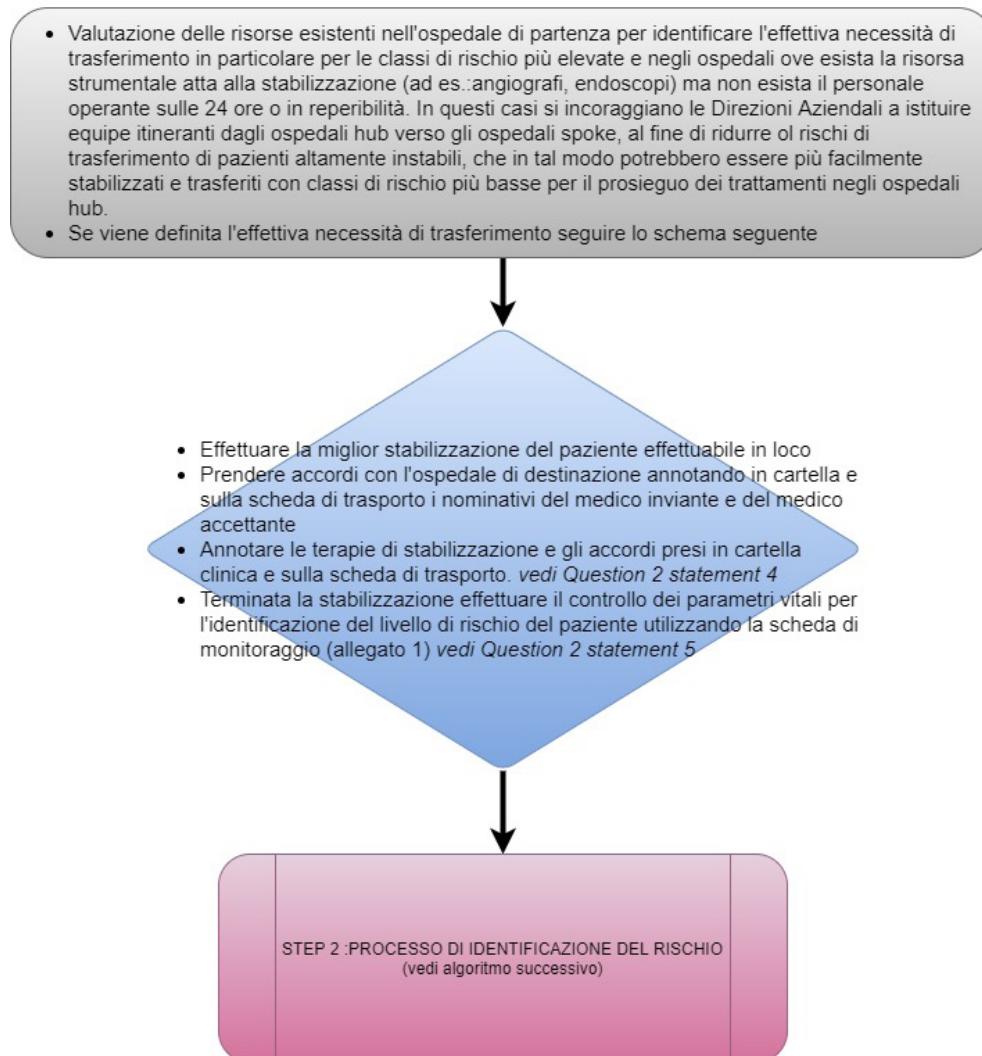 • Valutazione delle risorse esistenti nell'ospedale di partenza per identificare l'effettiva necessità di
trasferimento in particolare per le classi di rischio più elevate e negli ospedali ove esista la risorsa
strumentale atta alla stabilizzazione (ad es.:angiografi, endoscopi) ma non esista il personale
operante sulle 24 ore o in reperibilità. In questi casi si incoraggiano le Direzioni Aziendali a istituire
equipe itineranti dagli ospedali hub verso gli ospedali spoke, al fine di ridurre ol rischi di
trasferimento di pazienti altamente instabili, che in tal modo potrebbero essere più facilmente
stabilizzati e trasferiti con classi di rischio più basse per il prosieguo dei trattamenti negli ospedali
hub.
• Se viene definita l'effettiva necessità di trasferimento seguire lo schema seguente
• Effettuare la miglior stabilizzazione del paziente effettuabile in loco
• Prendere accordi con l'ospedale di destinazione annotando in cartella e
sulla scheda di trasporto i nominativi del medico inviante e del medico
accettante
• Annotare le terapie di stabilizzazione e gli accordi presi in cartella
clinica e sulla scheda di trasporto. vedi Question 2 statement 4
• Terminata la stabilizzazione effettuare il controllo dei parametri vitali per
l'identificazione del livello di rischio del paziente utilizzando la scheda di
monitoraggio (allegato 1) vedi Question 2 statement 5
STEP 2 :PROCESSO DI IDENTIFICAZIONE DEL RISCHIO
(vedi algoritmo successivo)